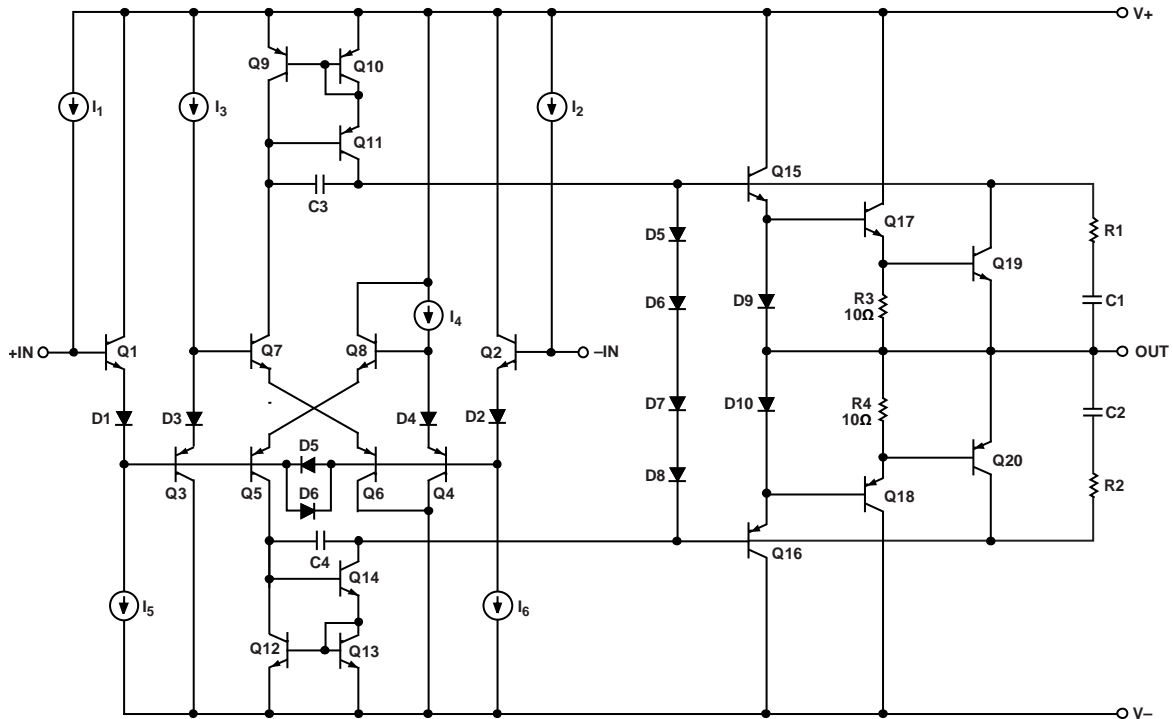 V+
Q9
Q10
I1
I3
I2
Q11
Q15
C3
Q17
R1
D5
Q19
I4
D6
D9
R3
10Ω
C1
+IN
Q1
Q7
Q8
Q2
–IN
OUT
D1
D3
D4
D2
D7
D10
R4
10Ω
C2
D5
Q3
Q5
D6
Q6
Q4
D8
Q18
Q20
R2
C4
Q16
Q14
I5
I6
Q12
Q13
V–